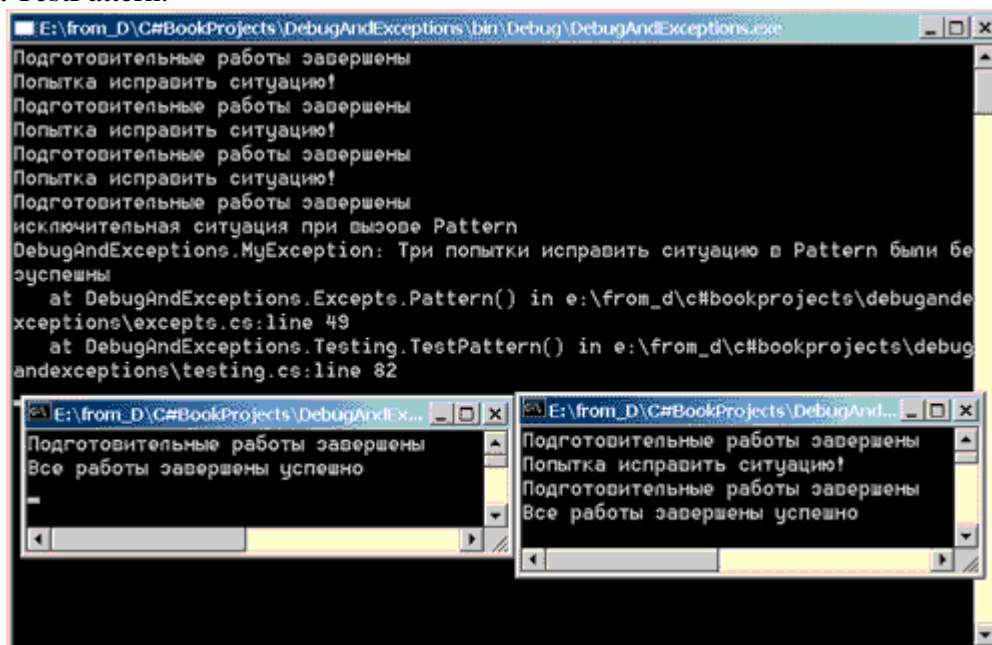 . TestPattern.
E:\from_D\C#BookProjects\DebugAndExceptions\bin\Debug\DebugAndExceptions.exe
Подготовительные работы завершены
Попытка исправить ситуацию!
Подготовительные работы завершены
Попытка исправить ситуацию!
Подготовительные работы завершены
Попытка исправить ситуацию!
Подготовительные работы завершены
исключительная ситуация при вызове Pattern
DebugAndExceptions.MyException: Три попытки исправить ситуацию в Pattern были бе
зуспешны
at DebugAndExceptions.Excepts.Pattern() in e:\from_d\c#bookprojects\debugande
xceptions\excepts.cs:line 49
at DebugAndExceptions.Testing.TestPattern() in e:\from_d\c#bookprojects\debug
andexceptions\testing.cs:line 82
E:\from_D\C#BookProjects\DebugAndEx...
Подготовительные работы завершены
Все работы завершены успешно
E:\from_D\C#BookProjects\DebugAnd...
Подготовительные работы завершены
Попытка исправить ситуацию!
Подготовительные работы завершены
Все работы завершены успешно